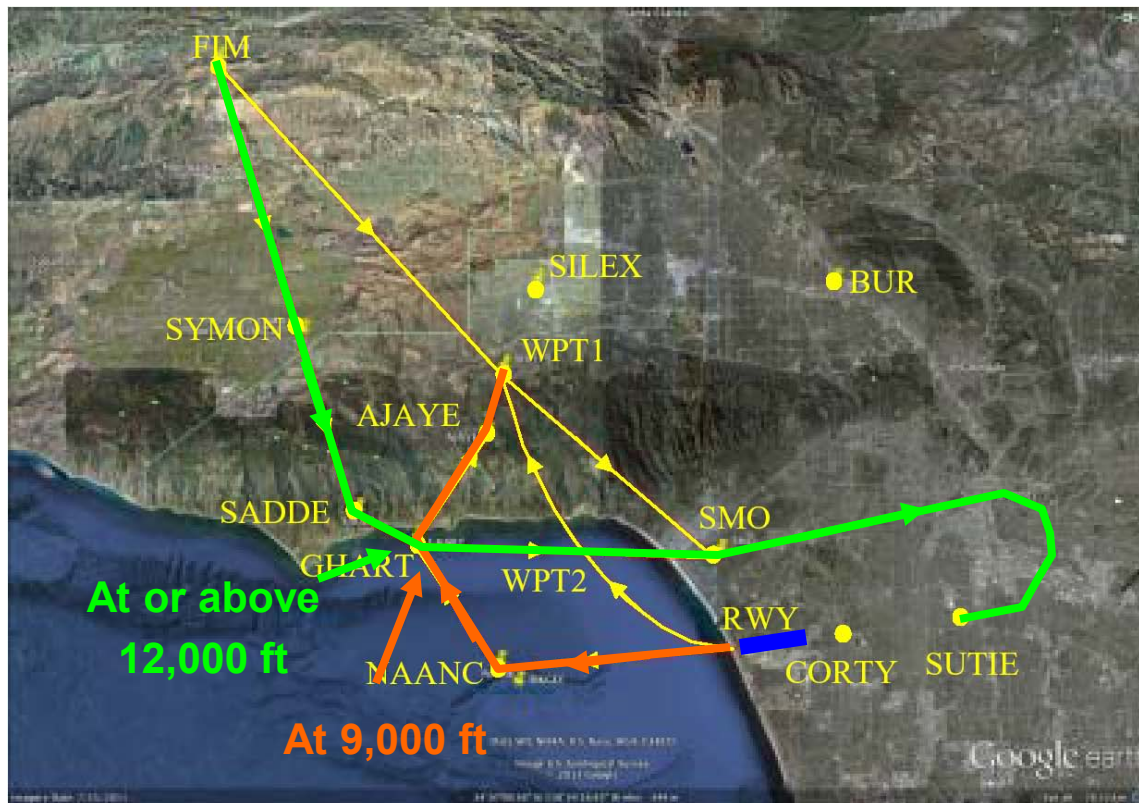 FIM
SILEX
BUR
SYMON
WPT1
AJAYE
SADDE
SMO
GHART
WPT2
At or above
12,000 ft
RWY
NAANC
CORTY
SUTIE
At 9,000 ft
Google earth